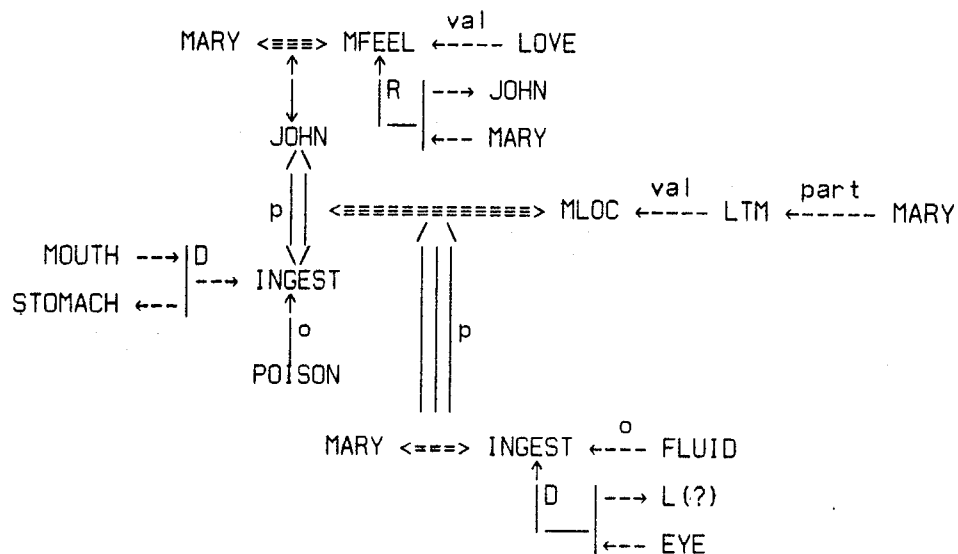 val
MARY <≡≡≡> MFEEL <---- LOVE
R
---> JOHN
JOHN
<--- MARY
val part
p <≡≡≡≡≡≡≡≡≡≡≡≡≡> MLOC <---- LTM <------ MARY
MOUTH ---> D
---> INGEST
STOMACH <---
o p
POISON
o
MARY <===> INGEST <---- FLUID
D ---> L(?)
<--- EYE